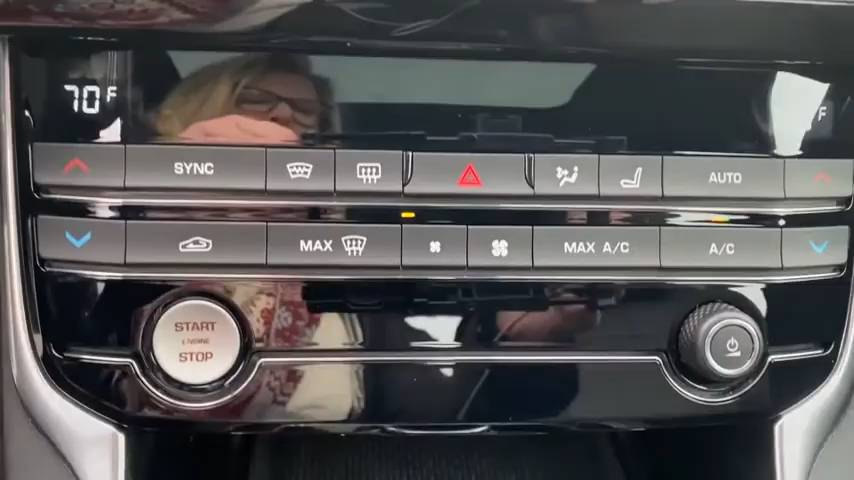 70F
F
SYNC
AUTO
MAX
MAX A/C
A/C
START
ENGINE
STOP